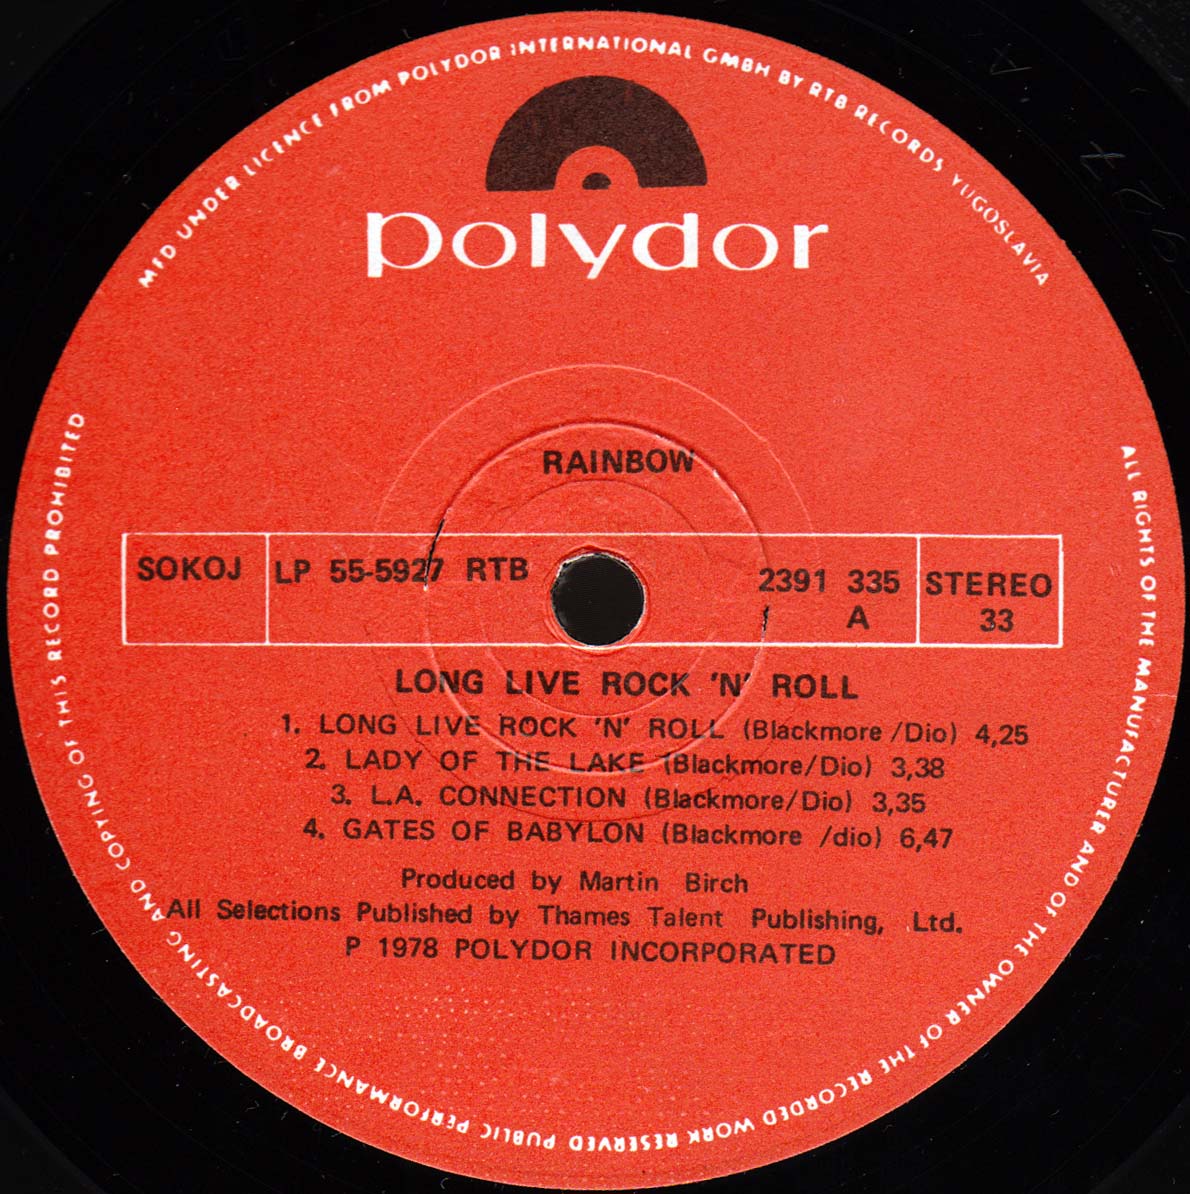 MFD UNDER LICENCE FROM POLYDOR INTERNATIONAL GMBH BY RTB RECORDS YUGOSLAVIA
polydor
RAINBOW
SOKOJ
LP 55-5927 RTB
2391 335
A
STEREO
33
LONG LIVE ROCK 'N' ROLL
1. LONG LIVE ROCK 'N' ROLL (Blackmore /Dio) 4,25
2. LADY OF THE LAKE (Blackmore/Dio) 3,38
3. L.A. CONNECTION (Blackmore/Dio) 3,35
4. GATES OF BABYLON (Blackmore /dio) 6,47
Produced by Martin Birch
All Selections Published by Thames Talent Publishing, Ltd.
P 1978 POLYDOR INCORPORATED
ALL RIGHTS OF THE MANUFACTURER AND OF THE OWNER OF THE RECORDED WORK RESERVED PUBLIC PERFORMANCE BROADCASTING AND COPYING OF THIS RECORD PROHIBITED